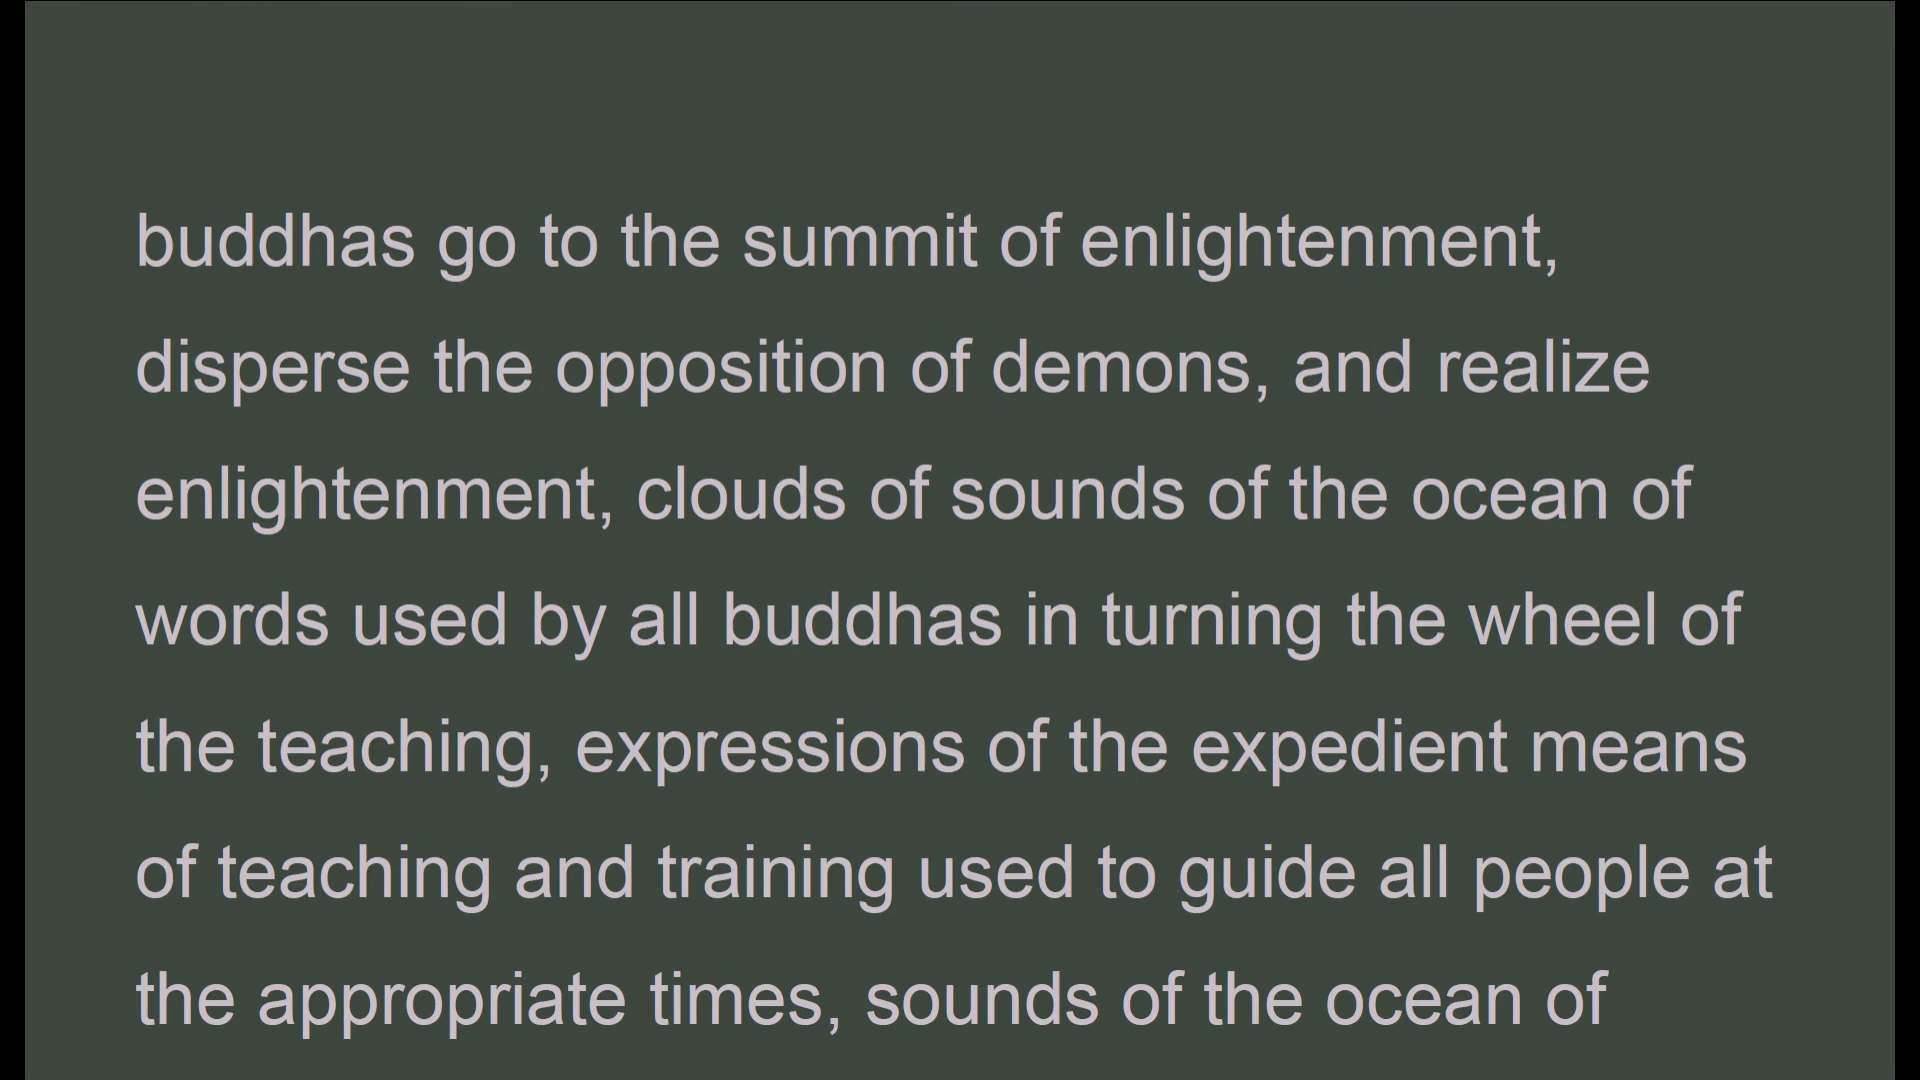 buddhas go to the summit of enlightenment,
disperse the opposition of demons, and realize
enlightenment, clouds of sounds of the ocean of
words used by all buddhas in turning the wheel of
the teaching, expressions of the expedient means
of teaching and training used to guide all people at
the appropriate times, sounds of the ocean of